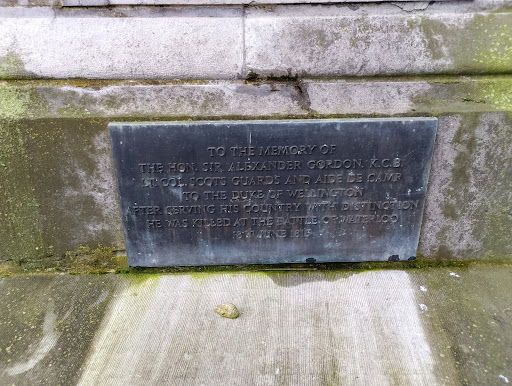 TO THE MEMORY OF
THE HON. SIR ALEXANDER GORDON, K.C.B
LT. COL. SCOTS GUARDS AND AIDE DE CAMP
TO THE DUKE OF WELLINGTON
AFTER SERVING HIS COUNTRY WITH DISTINCTION
HE WAS KILLED AT THE BATTLE OF WATERLOO
18TH JUNE 1815